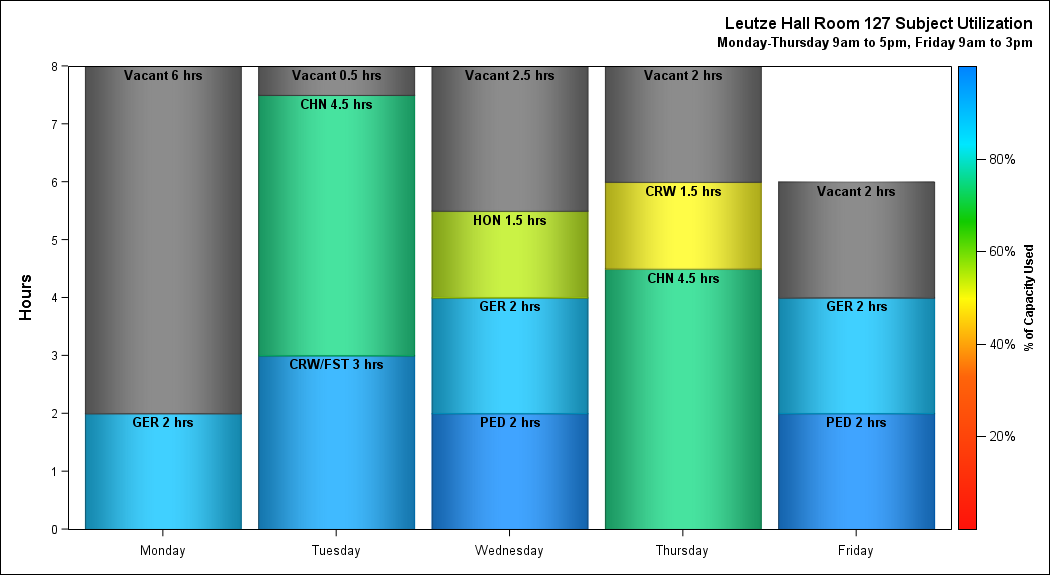 Leutze Hall Room 127 Subject Utilization
Monday-Thursday 9am to 5pm, Friday 9am to 3pm
Hours
8
7
6
5
4
3
2
1
0
Vacant 6 hrs
GER 2 hrs
Vacant 0.5 hrs
CHN 4.5 hrs
CRW/FST 3 hrs
Vacant 2.5 hrs
HON 1.5 hrs
GER 2 hrs
PED 2 hrs
Vacant 2 hrs
CRW 1.5 hrs
CHN 4.5 hrs
Vacant 2 hrs
GER 2 hrs
PED 2 hrs
Monday
Tuesday
Wednesday
Thursday
Friday
80%
60%
40%
20%
% of Capacity Used